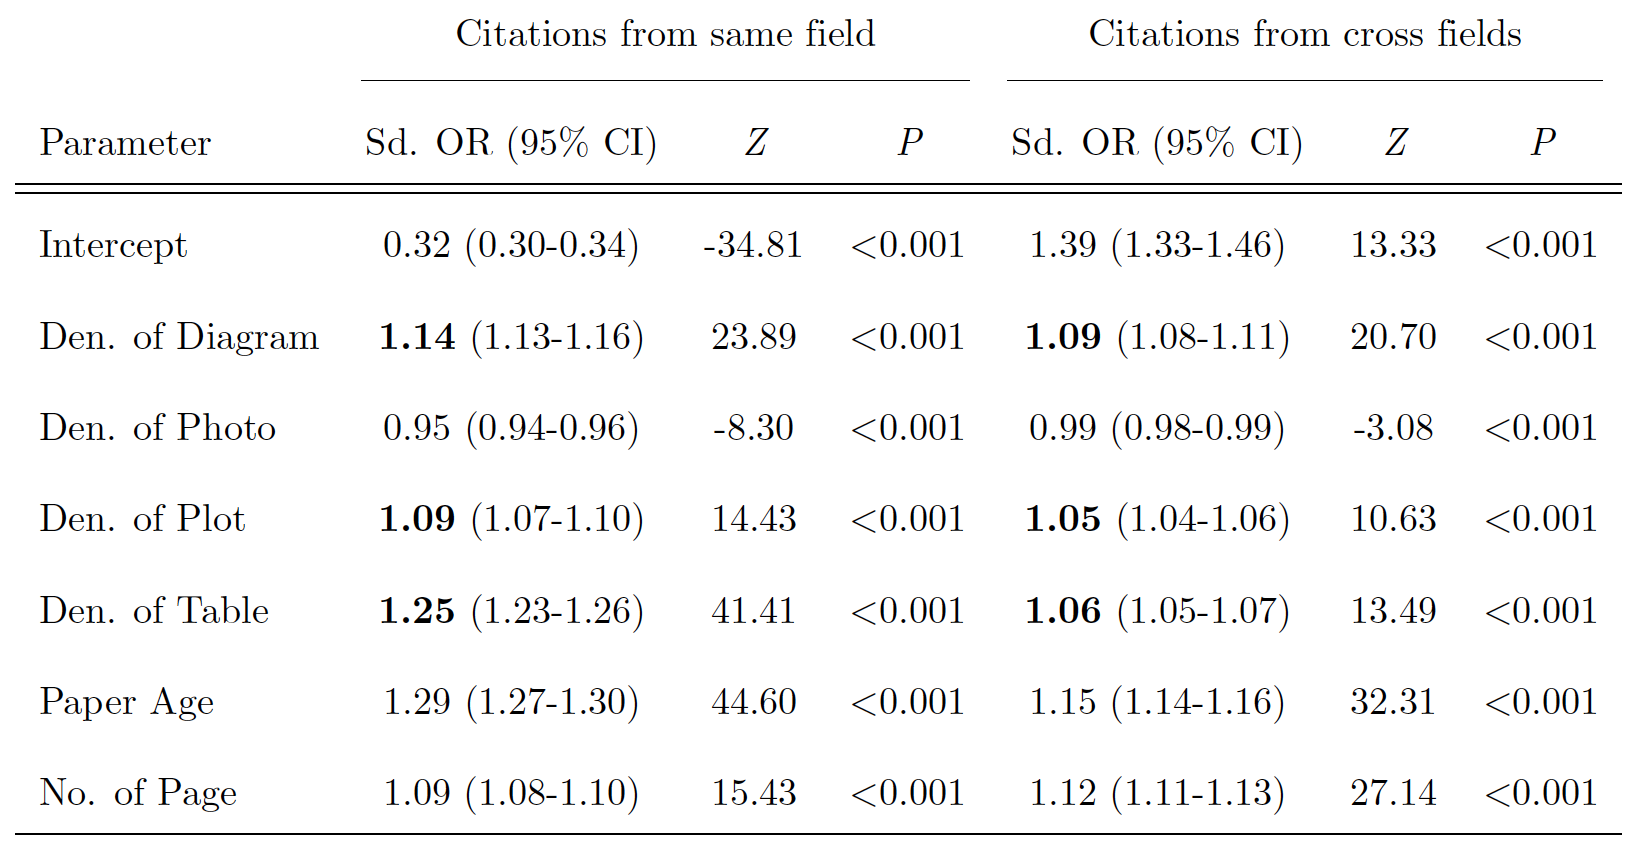 Citations from same field Citations from cross fields
Parameter Sd. OR (95% CI) Z P Sd. OR (95% CI) Z P
Intercept 0.32 (0.30-0.34) -34.81 <0.001 1.39 (1.33-1.46) 13.33 <0.001
Den. of Diagram 1.14 (1.13-1.16) 23.89 <0.001 1.09 (1.08-1.11) 20.70 <0.001
Den. of Photo 0.95 (0.94-0.96) -8.30 <0.001 0.99 (0.98-0.99) -3.08 <0.001
Den. of Plot 1.09 (1.07-1.10) 14.43 <0.001 1.05 (1.04-1.06) 10.63 <0.001
Den. of Table 1.25 (1.23-1.26) 41.41 <0.001 1.06 (1.05-1.07) 13.49 <0.001
Paper Age 1.29 (1.27-1.30) 44.60 <0.001 1.15 (1.14-1.16) 32.31 <0.001
No. of Page 1.09 (1.08-1.10) 15.43 <0.001 1.12 (1.11-1.13) 27.14 <0.001